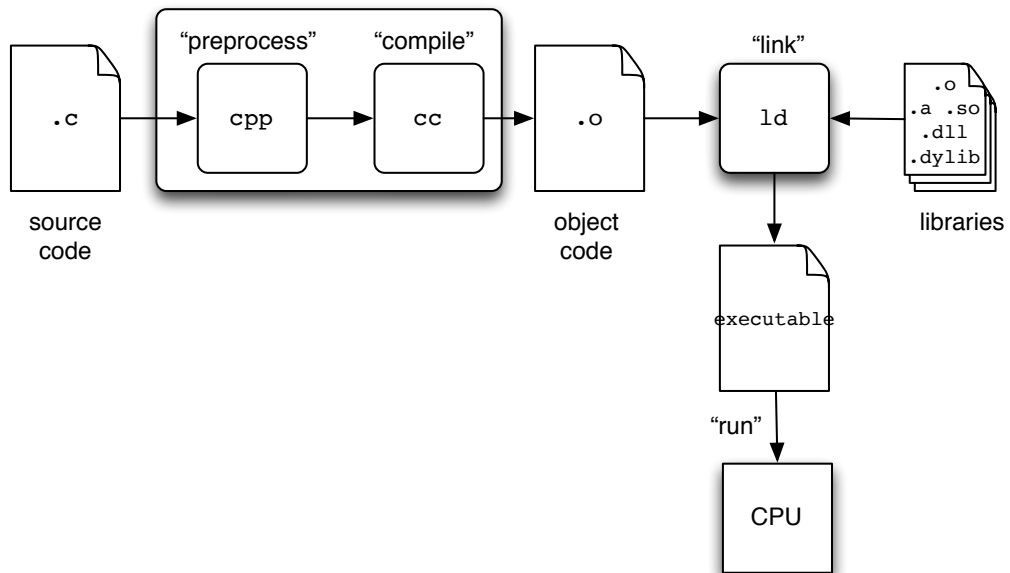 “preprocess”
“compile”
“link”
.c
cpp
cc
.o
ld
.o
.a .so
.dll
.dylib
source
code
object
code
libraries
executable
“run”
CPU